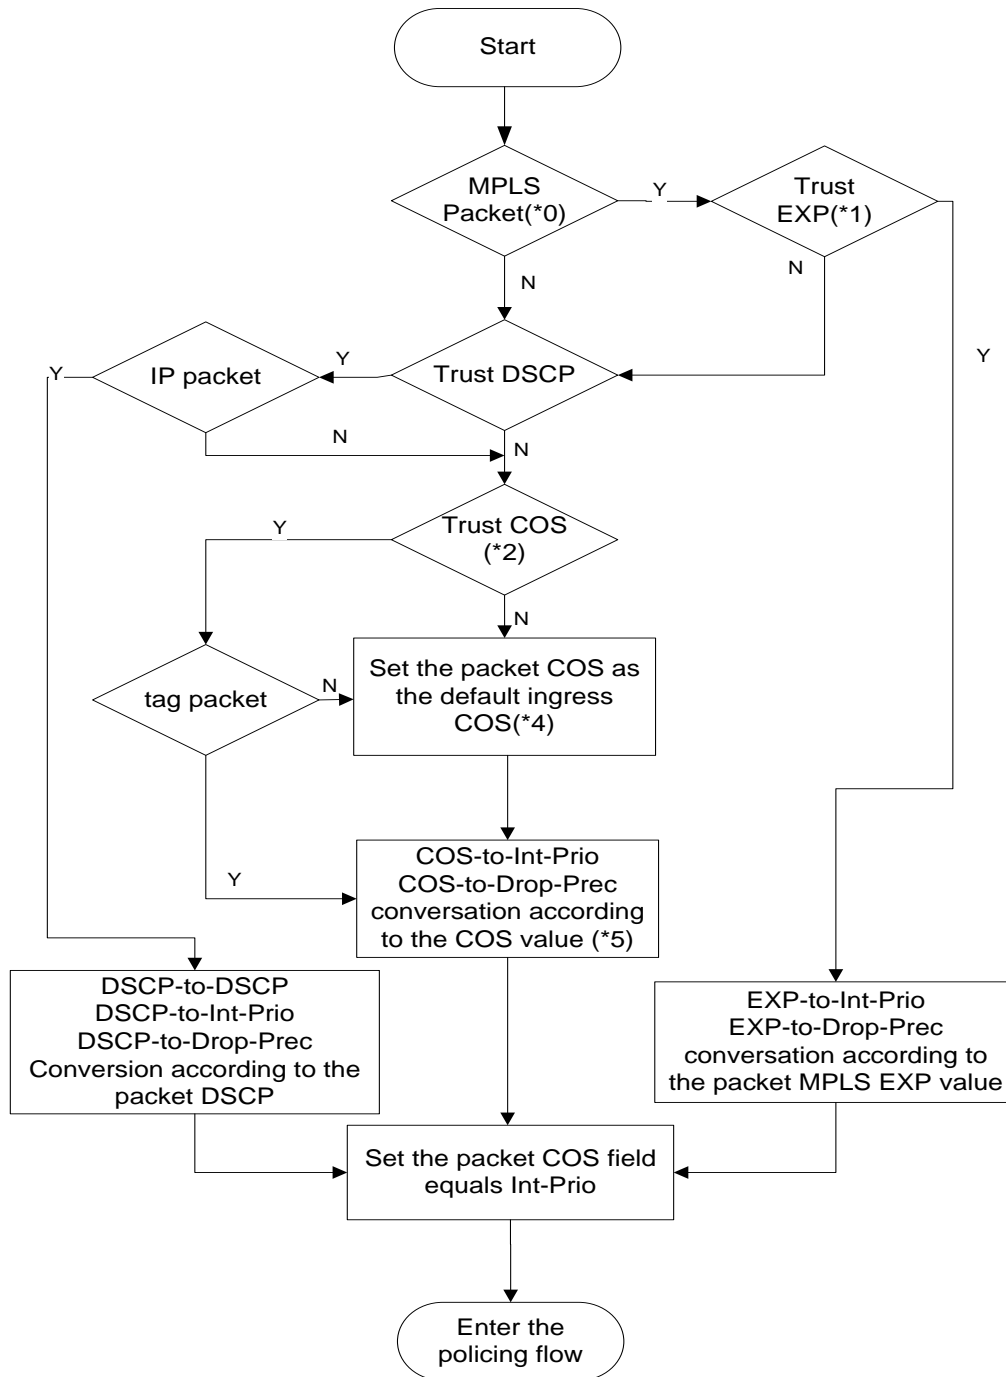 Start
MPLS
Packet(*0)
Y
Trust
EXP(*1)
N
N
Y
Y
IP packet
Y
Trust DSCP
N
N
Y
Trust COS
(*2)
N
tag packet
N
Set the packet COS as
the default ingress
COS(*4)
Y
COS-to-Int-Prio
COS-to-Drop-Prec
conversation according
to the COS value (*5)
DSCP-to-DSCP
DSCP-to-Int-Prio
DSCP-to-Drop-Prec
Conversion according to the
packet DSCP
EXP-to-Int-Prio
EXP-to-Drop-Prec
conversation according to
the packet MPLS EXP value
Set the packet COS field
equals Int-Prio
Enter the
policing flow